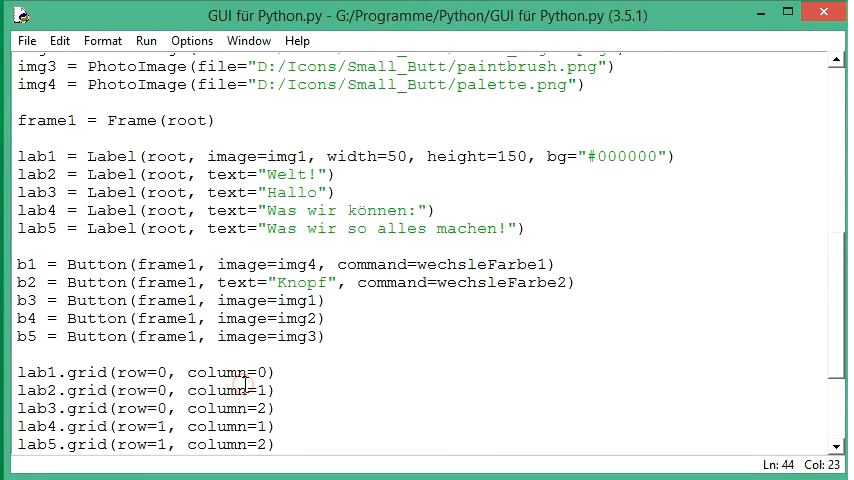 GUI für Python.py - G:/Programme/Python/GUI für Python.py (3.5.1)
File Edit Format Run Options Window Help
img3 = PhotoImage(file="D:/Icons/Small_Butt/paintbrush.png")
img4 = PhotoImage(file="D:/Icons/Small_Butt/palette.png")
frame1 = Frame(root)
lab1 = Label(root, image=img1, width=50, height=150, bg="#000000")
lab2 = Label(root, text="Welt!")
lab3 = Label(root, text="Hallo")
lab4 = Label(root, text="Was wir können:")
lab5 = Label(root, text="Was wir so alles machen!")
b1 = Button(frame1, image=img4, command=wechsleFarbe1)
b2 = Button(frame1, text="Knopf", command=wechsleFarbe2)
b3 = Button(frame1, image=img1)
b4 = Button(frame1, image=img2)
b5 = Button(frame1, image=img3)
lab1.grid(row=0, column=0)
lab2.grid(row=0, column=1)
lab3.grid(row=0, column=2)
lab4.grid(row=1, column=1)
lab5.grid(row=1, column=2)
Ln: 44 Col: 23